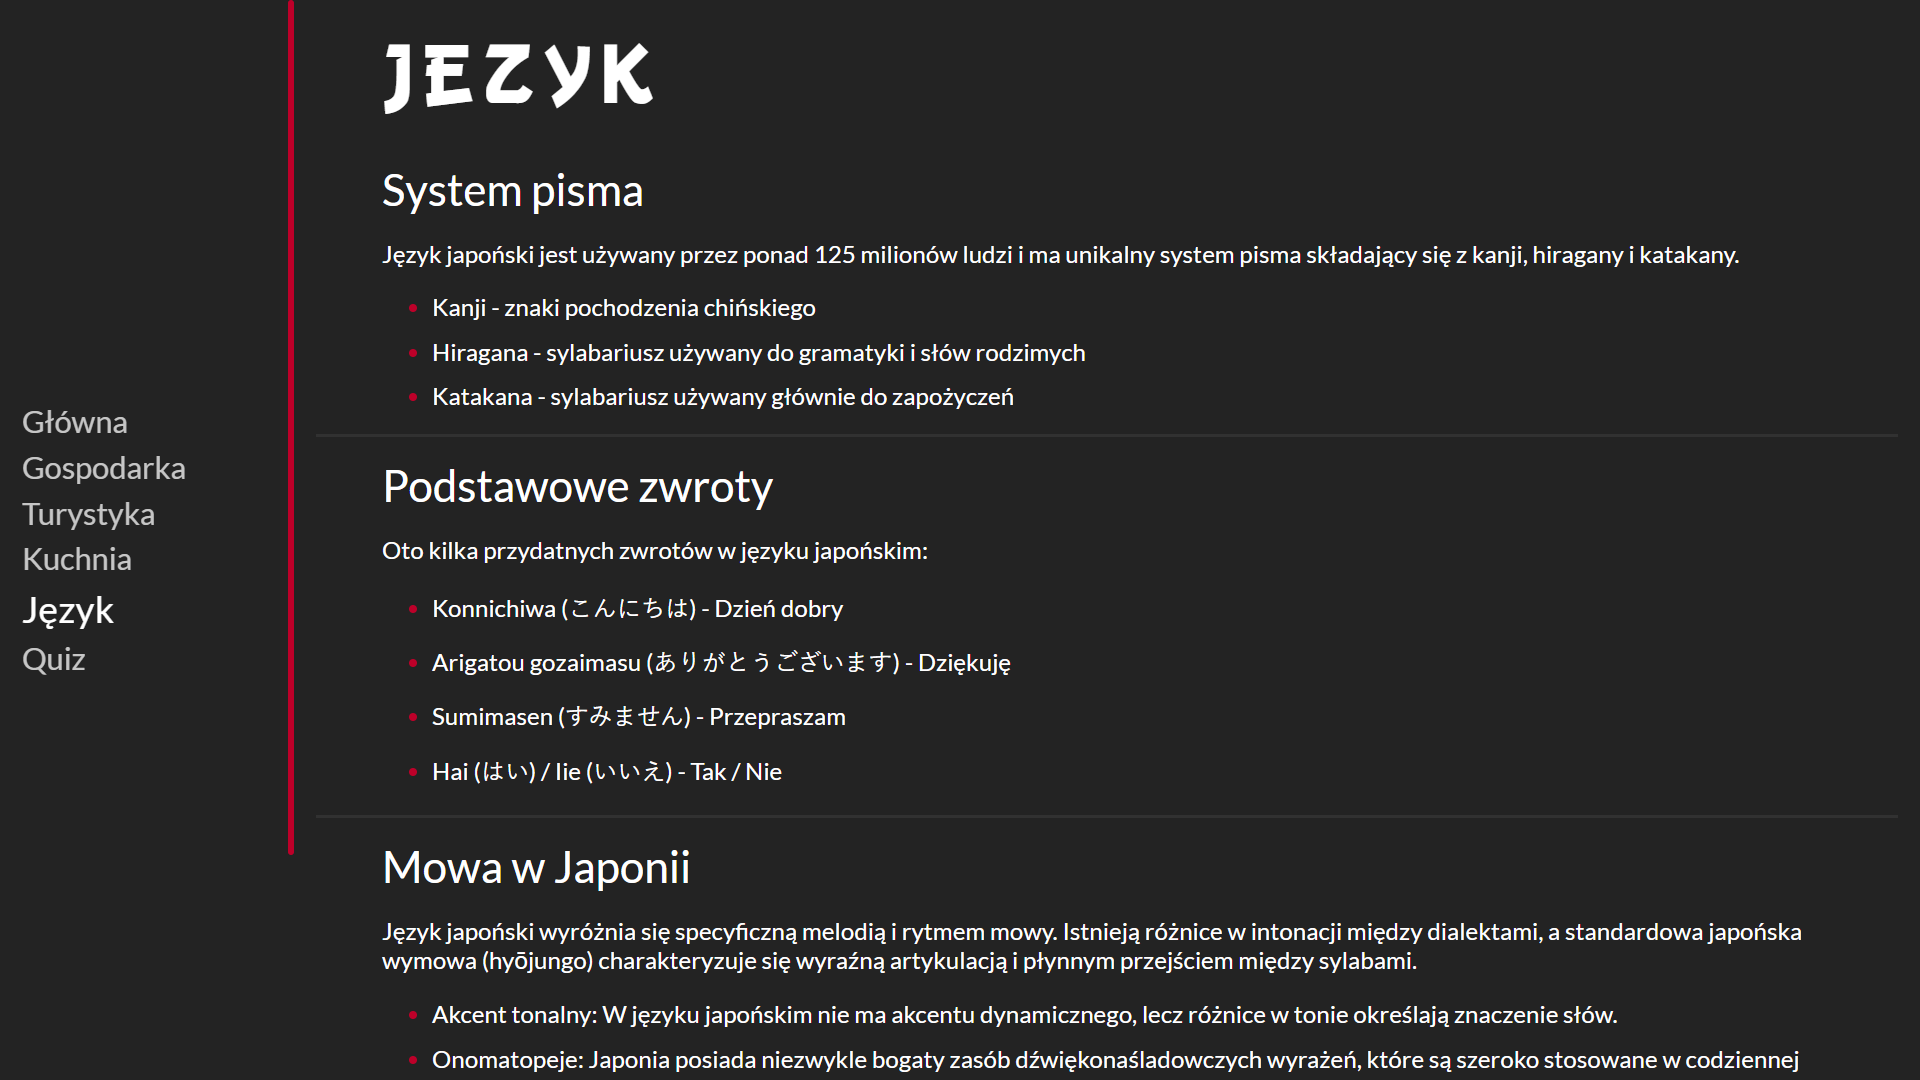 JEZYK
System pisma
Język japoński jest używany przez ponad 125 milionów ludzi i ma unikalny system pisma składający się z kanji, hiragany i katakany.
Kanji - znaki pochodzenia chińskiego
Hiragana - sylabariusz używany do gramatyki i słów rodzimych
Katakana - sylabariusz używany głównie do zapożyczeń
Główna
Gospodarka
Turystyka
Kuchnia
Język
Quiz
Podstawowe zwroty
Oto kilka przydatnych zwrotów w języku japońskim:
Konnichiwa (こんにちは) - Dzień dobry
Arigatou gozaimasu (ありがとうございます) - Dziękuję
Sumimasen (すみません) - Przepraszam
Hai (はい) / Iie (いいえ) - Tak / Nie
Mowa w Japonii
Język japoński wyróżnia się specyficzną melodią i rytmem mowy. Istnieją różnice w intonacji między dialektami, a standardowa japońska
wymowa (hyōjungo) charakteryzuje się wyraźną artykulacją i płynnym przejściem między sylabami.
Akcent tonalny: W języku japońskim nie ma akcentu dynamicznego, lecz różnice w tonie określają znaczenie słów.
Onomatopeje: Japonia posiada niezwykle bogaty zasób dźwiękonaśladowczych wyrażeń, które są szeroko stosowane w codziennej